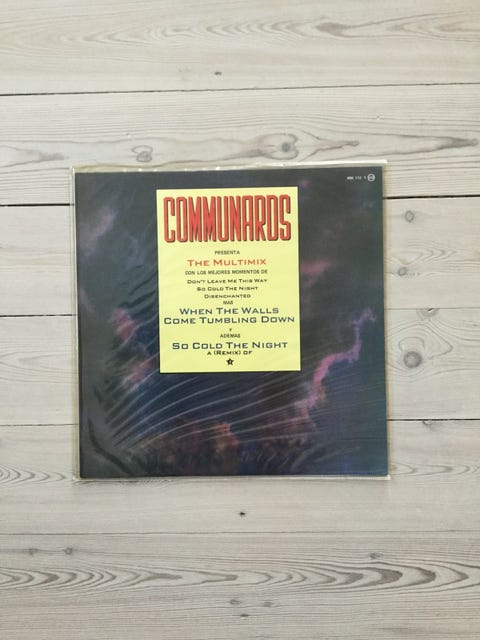 COMMUNARDS
PRESENTA
THE MULTIMIX
CON LOS MEJORES MOMENTOS DE
DON'T LEAVE ME THIS WAY
SO COLD THE NIGHT
DISENCHANTED
MAS
WHEN THE WALLS
COME TUMBLING DOWN
Y
ADEMAS
SO COLD THE NIGHT
A (REMIX) OF